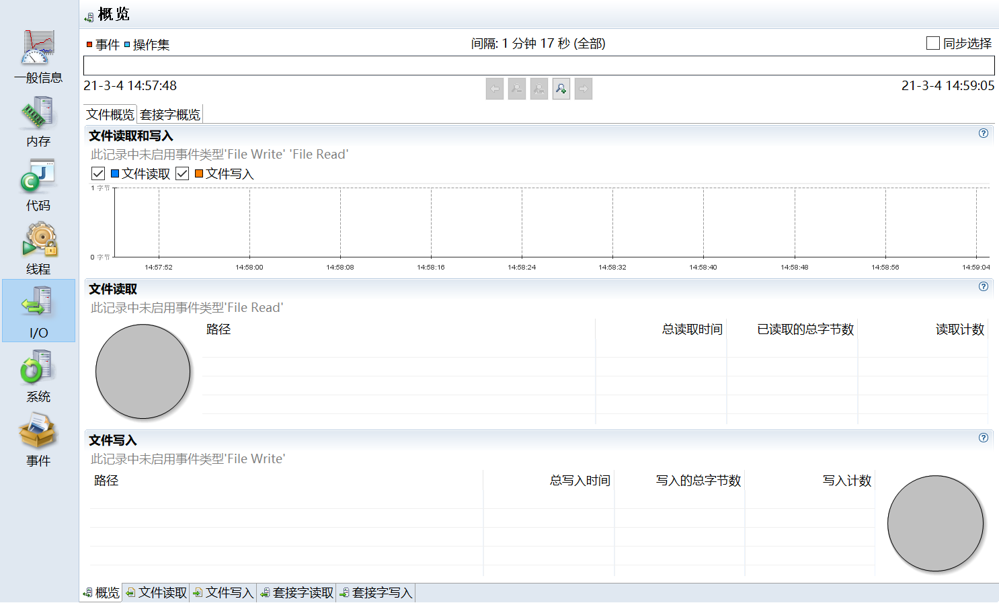 概览
事件 操作集
间隔: 1 分钟 17 秒 (全部)
同步选择
21-3-4 14:57:48
21-3-4 14:59:05
文件概览 套接字概览
文件读取和写入
此记录中未启用事件类型'File Write' 'File Read'
文件读取 文件写入
1 字节
0 字节
14:57:52 14:58:00 14:58:08 14:58:16 14:58:24 14:58:32 14:58:40 14:58:48 14:58:56 14:59:04
文件读取
此记录中未启用事件类型'File Read'
路径 总读取时间 已读取的总字节数 读取计数
文件写入
此记录中未启用事件类型'File Write'
路径 总写入时间 写入的总字节数 写入计数
概览 文件读取 文件写入 套接字读取 套接字写入
一般信息
内存
代码
线程
I/O
系统
事件